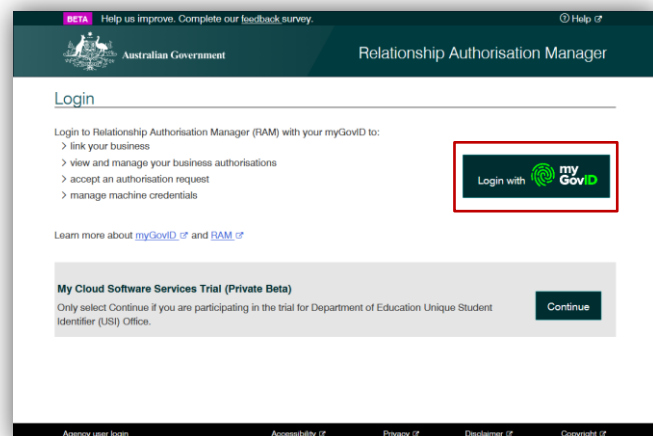 BETA Help us improve. Complete our feedback survey. Help
Australian Government
Relationship Authorisation Manager
Login
Login to Relationship Authorisation Manager (RAM) with your myGovID to:
> link your business
> view and manage your business authorisations
> accept an authorisation request
> manage machine credentials
Login with my GovID
Learn more about myGovID and RAM
My Cloud Software Services Trial (Private Beta)
Only select Continue if you are participating in the trial for Department of Education Unique Student
Identifier (USI) Office.
Continue
Agency user login Accessibility Privacy Disclaimer Copyright